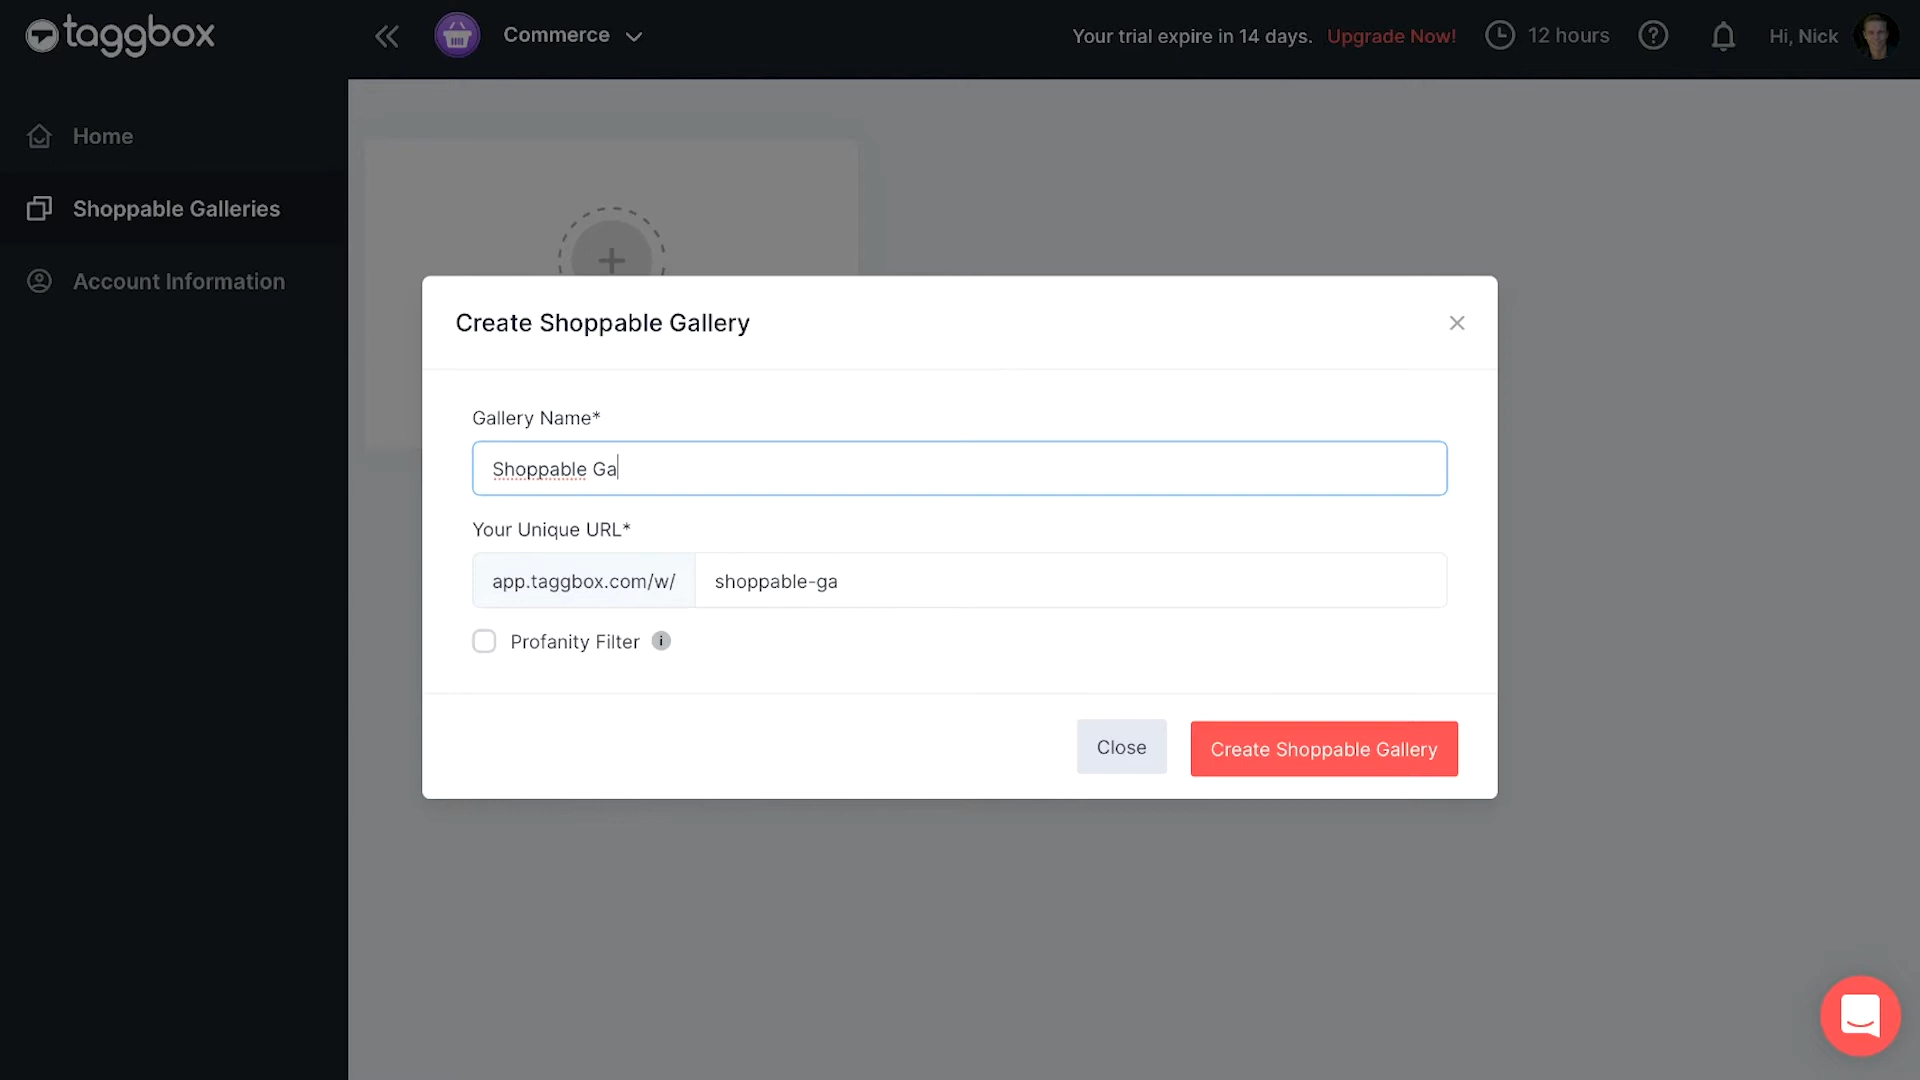 taggbox
Commerce
Your trial expire in 14 days. Upgrade Now!
12 hours
Hi, Nick
Home
Shoppable Galleries
Account Information
Create Shoppable Gallery
Gallery Name*
Shoppable Ga
Your Unique URL*
app.taggbox.com/w/ shoppable-ga
Profanity Filter
Close
Create Shoppable Gallery